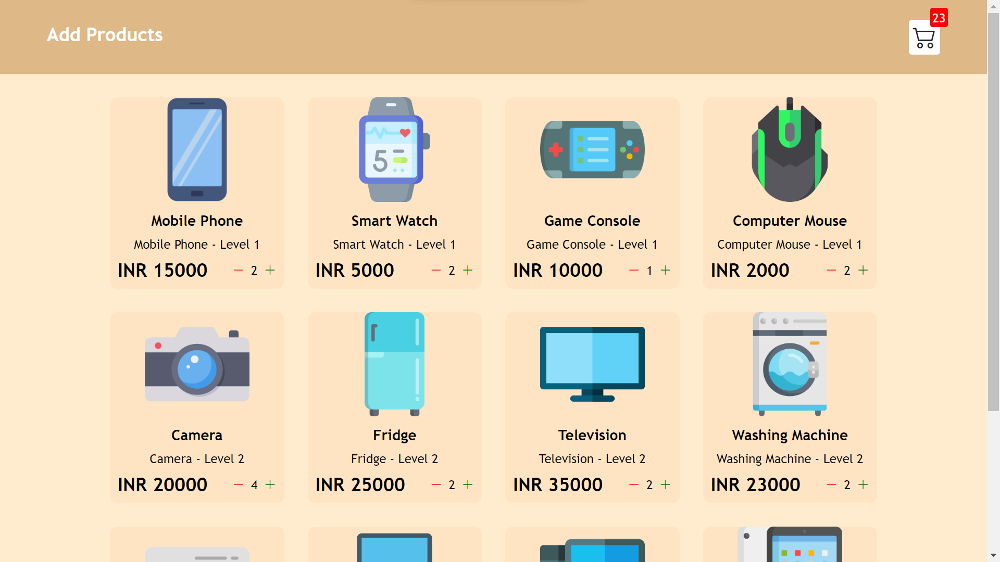 Add Products
23
Mobile Phone
Mobile Phone - Level 1
INR 15000 − 2 +
Smart Watch
Smart Watch - Level 1
INR 5000 − 2 +
Game Console
Game Console - Level 1
INR 10000 − 1 +
Computer Mouse
Computer Mouse - Level 1
INR 2000 − 2 +
5
Camera
Camera - Level 2
INR 20000 − 4 +
Fridge
Fridge - Level 2
INR 25000 − 2 +
Television
Television - Level 2
INR 35000 − 2 +
Washing Machine
Washing Machine - Level 2
INR 23000 − 2 +